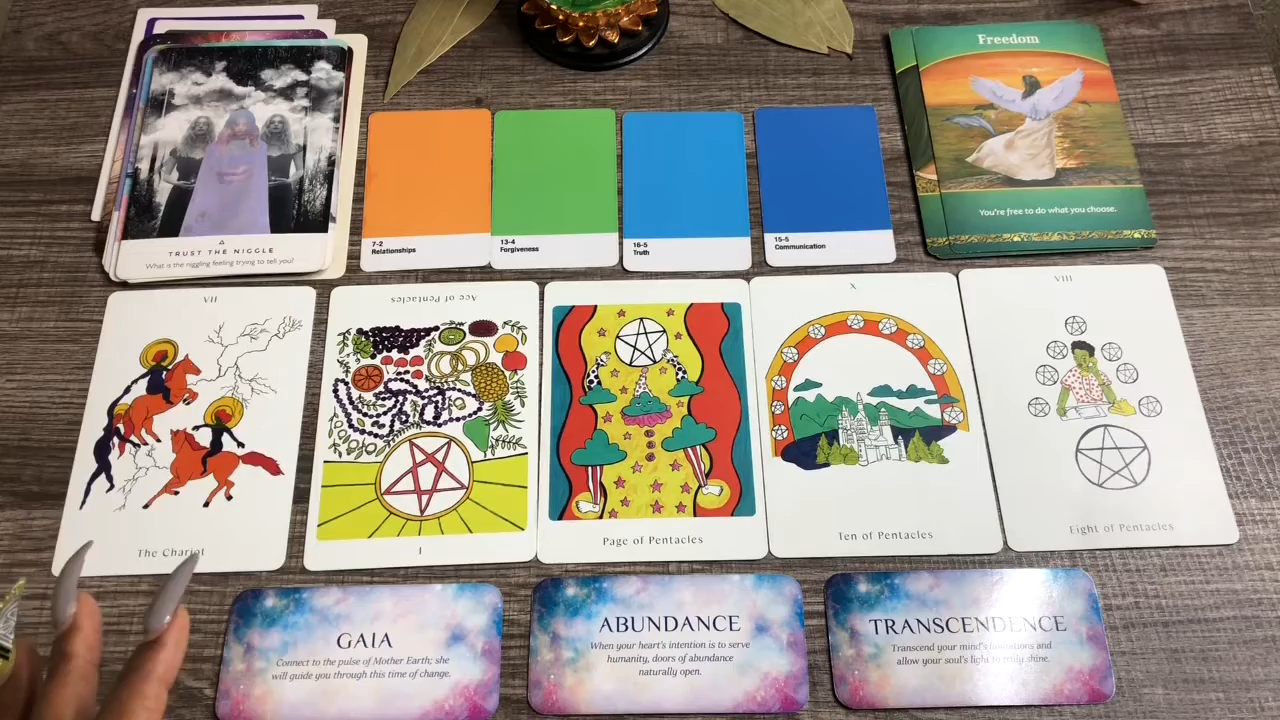 ( 28 )
TRUST THE NIGGLE
What is the niggling feeling trying to tell you?
7-2
Relationships
13-4
Forgiveness
16-5
Truth
15-5
Communication
Freedom
You're free to do what you choose.
VII
The Chariot
Ace of Pentacles
I
Page of Pentacles
X
Ten of Pentacles
VIII
Eight of Pentacles
GAIA
Connect to the pulse of Mother Earth; she
will guide you through this time of change.
ABUNDANCE
When your heart's intention is to serve
humanity, doors of abundance
naturally open.
TRANSCENDENCE
Transcend your mind's limitations and
allow your soul's light to truly shine.